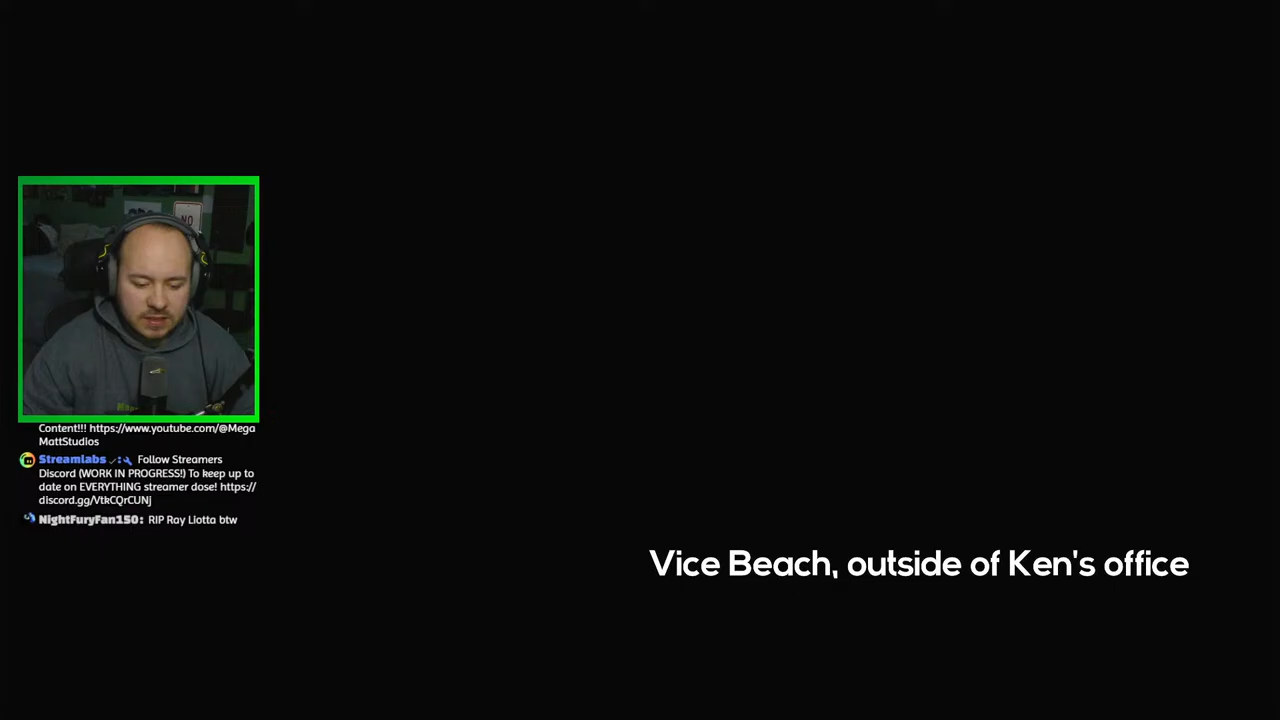 NO
Content!!! https://www.youtube.com/@Mega
MattStudios
Streamlabs : Follow Streamers
Discord (WORK IN PROGRESS!) To keep up to
date on EVERYTHING streamer dose! https://
discord.gg/VtkCQrCUNj
NightFuryFan150: RIP Ray Liotta btw
Vice Beach, outside of Ken's office